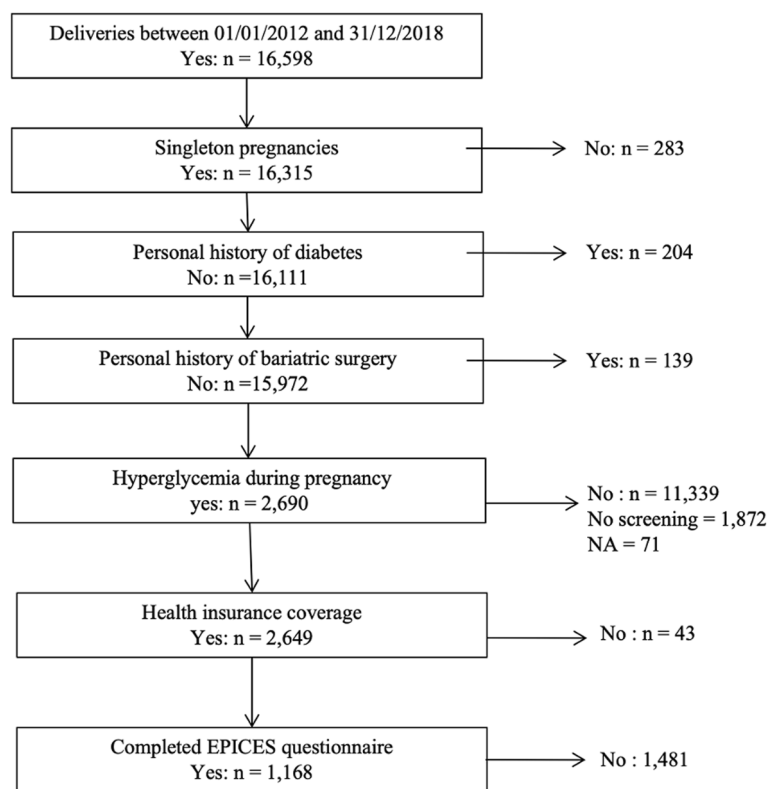 Deliveries between 01/01/2012 and 31/12/2018
Yes: n = 16,598
Singleton pregnancies
Yes: n = 16,315
No: n = 283
Personal history of diabetes
No: n =16,111
Yes: n = 204
Personal history of bariatric surgery
No: n =15,972
Yes: n = 139
Hyperglycemia during pregnancy
yes: n = 2,690
No : n = 11,339
No screening = 1,872
NA = 71
Health insurance coverage
Yes: n = 2,649
No : n = 43
Completed EPICES questionnaire
Yes: n = 1,168
No : 1,481